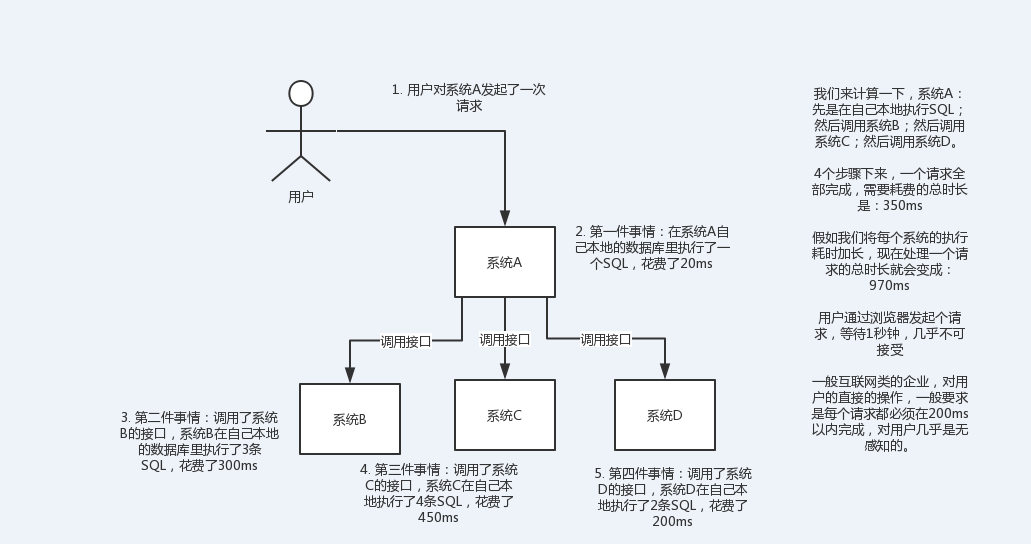 1. 用户对系统A发起了一次
请求
用户
系统A
2. 第一件事情：在系统A自
己本地的数据库里执行了一
个SQL，花费了20ms
调用接口
调用接口
调用接口
系统B
系统C
系统D
3. 第二件事情：调用了系统
B的接口，系统B在自己本地
的数据库里执行了3条
SQL，花费了300ms
4. 第三件事情：调用了系统
C的接口，系统C在自己本
地执行了4条SQL，花费了
450ms
5. 第四件事情：调用了系统
D的接口，系统D在自己本
地执行了2条SQL，花费了
200ms
我们来计算一下，系统A：
先是在自己本地执行SQL；
然后调用系统B；然后调用
系统C；然后调用系统D。
4个步骤下来，一个请求全
部完成，需要耗费的总时长
是：350ms
假如我们将每个系统的执行
耗时加长，现在处理一个请
求的总时长就会变成：
970ms
用户通过浏览器发起个请
求，等待1秒钟，几乎不可
接受
一般互联网类的企业，对用
户的直接的操作，一般要求
是每个请求都必须在200ms
以内完成，对用户几乎是无
感知的。